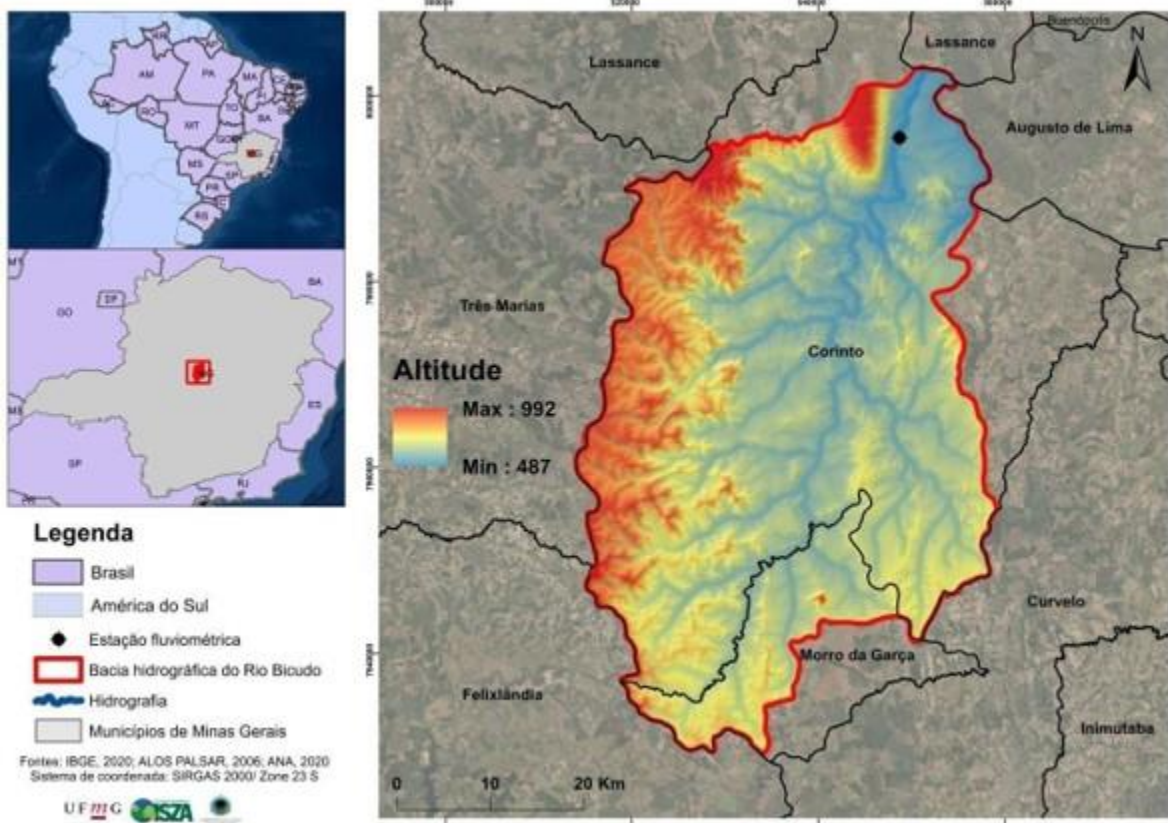 AM
PA
MA
TO
BA
MT
MS
SP
PR
RS
GO
DF
BA
ES
SP
RJ
Legenda
Brasil
América do Sul
Estação fluviométrica
Bacia hidrográfica do Rio Bicudo
Hidrografia
Municípios de Minas Gerais
Fontes: IBGE, 2020; ALOS PALSAR, 2006; ANA, 2020
Sistema de coordenada: SIRGAS 2000/ Zone 23 S
UFmG
ISZA
Buenópolis
Lassance
Lassance
N
Augusto de Lima
Três Marias
Corinto
Altitude
Max : 992
Min : 487
Curvelo
Morro da Garça
Felixlândia
Inimutaba
0 20 Km